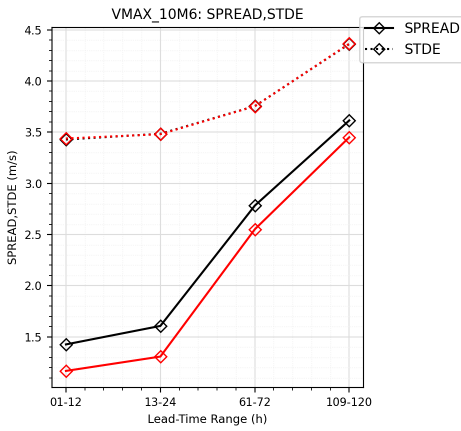 VMAX_10M6: SPREAD,STDE
SPREAD
STDE
SPREAD,STDE (m/s)
4.5
4.0
3.5
3.0
2.5
2.0
1.5
01-12
13-24
61-72
109-120
Lead-Time Range (h)